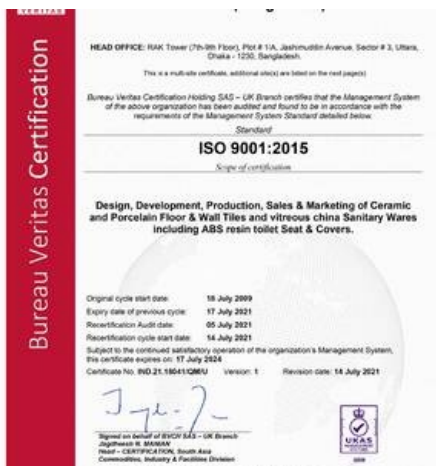 VERITAS
HEAD OFFICE: RAK Tower (7th-9th Floor), Plot # 1/A, Jashimuddin Avenue, Sector # 3, Uttara,
Dhaka - 1230, Bangladesh.
This is a multi-site certificate, additional site(s) are listed on the next page(s)
Bureau Veritas Certification Holding SAS – UK Branch certifies that the Management System
of the above organization has been audited and found to be in accordance with the
requirements of the Management System Standard detailed below.
Standard
ISO 9001:2015
Scope of certification
Design, Development, Production, Sales & Marketing of Ceramic
and Porcelain Floor & Wall Tiles and vitreous china Sanitary Wares
including ABS resin toilet Seat & Covers.
Original cycle start date: 18 July 2009
Expiry date of previous cycle: 17 July 2021
Recertification Audit date: 05 July 2021
Recertification cycle start date: 14 July 2021
Subject to the continued satisfactory operation of the organization's Management System,
this certificate expires on: 17 July 2024
Certificate No. IND.21.18041/QM/U Version: 1 Revision date: 14 July 2021
Signed on behalf of BVCH SAS – UK Branch
Jagdheesh N. MANIAN
Head – CERTIFICATION, South Asia
Commodities, Industry & Facilities Division
UKAS
MANAGEMENT
SYSTEMS
0008
Bureau Veritas Certification